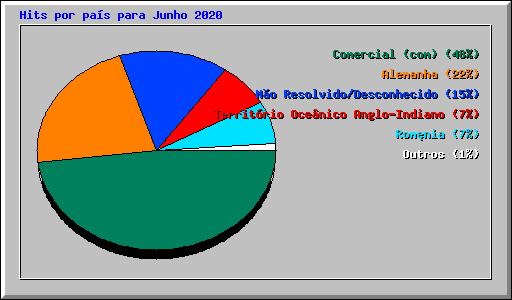 Hits por país para Junho 2020
Comercial (com) (48%)
Alemanha (22%)
Não Resolvido/Desconhecido (15%)
Território Oceânico Anglo-Indiano (7%)
Romęnia (7%)
Outros (1%)